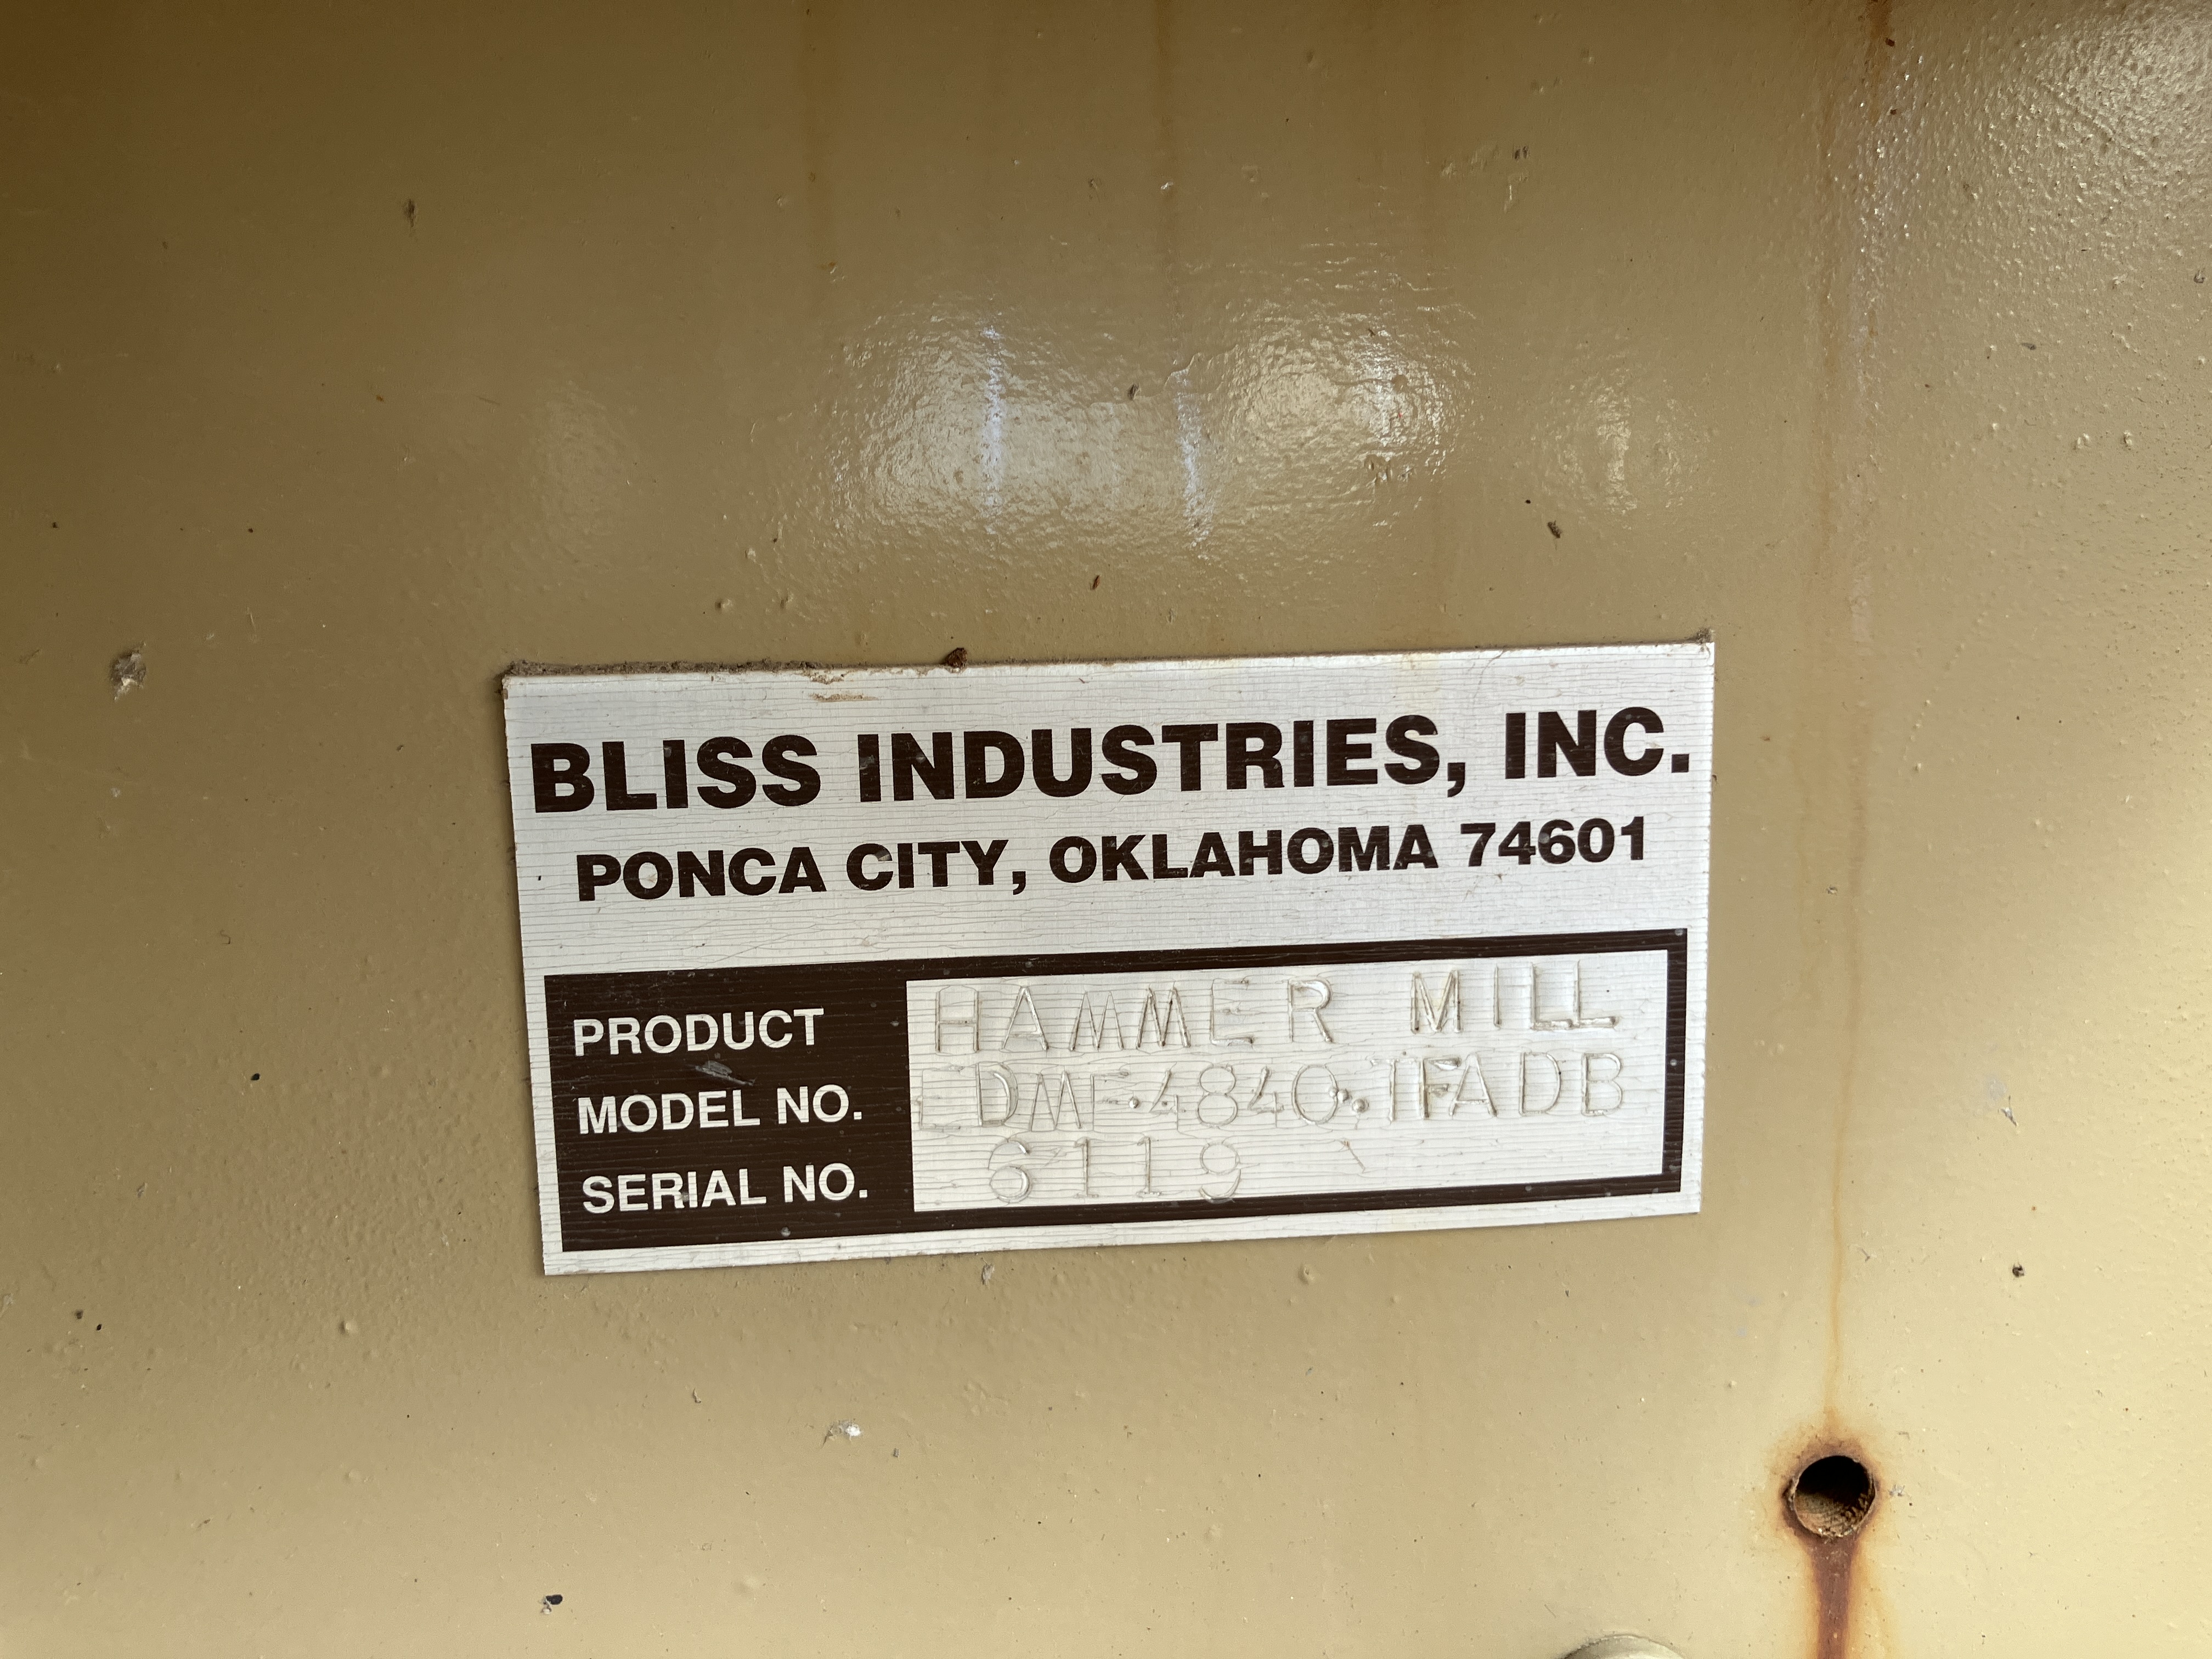 BLISS INDUSTRIES, INC.
PONCA CITY, OKLAHOMA 74601
PRODUCT HAMMER MILL
MODEL NO. EDMF·4840·TFADB
SERIAL NO. 6119